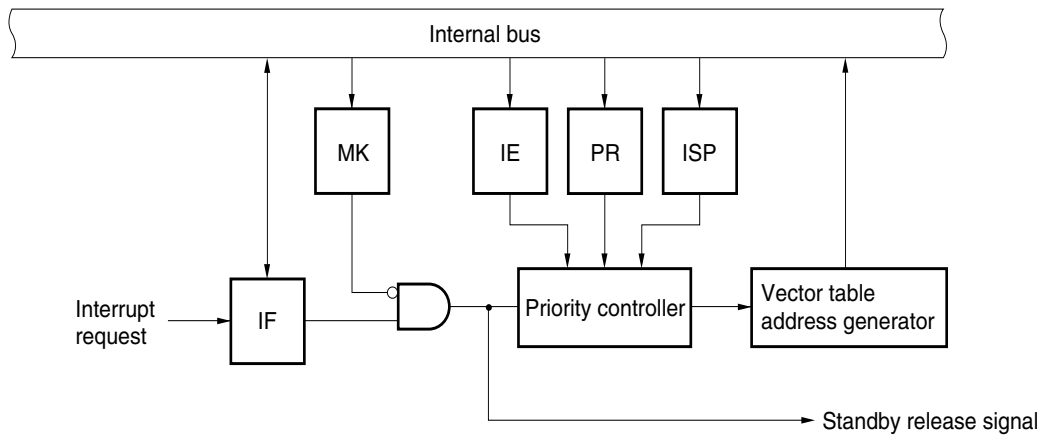 Internal bus
MK
IE
PR
ISP
Interrupt
request
IF
Priority controller
Vector table
address generator
Standby release signal